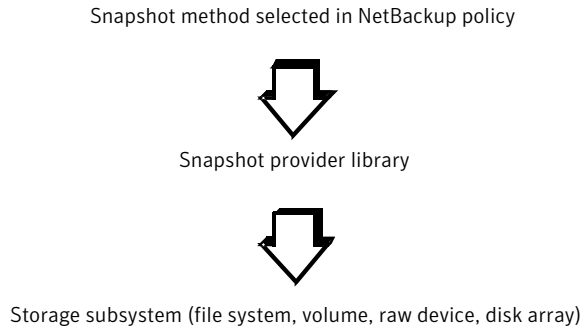 Snapshot method selected in NetBackup policy
Snapshot provider library
Storage subsystem (file system, volume, raw device, disk array)